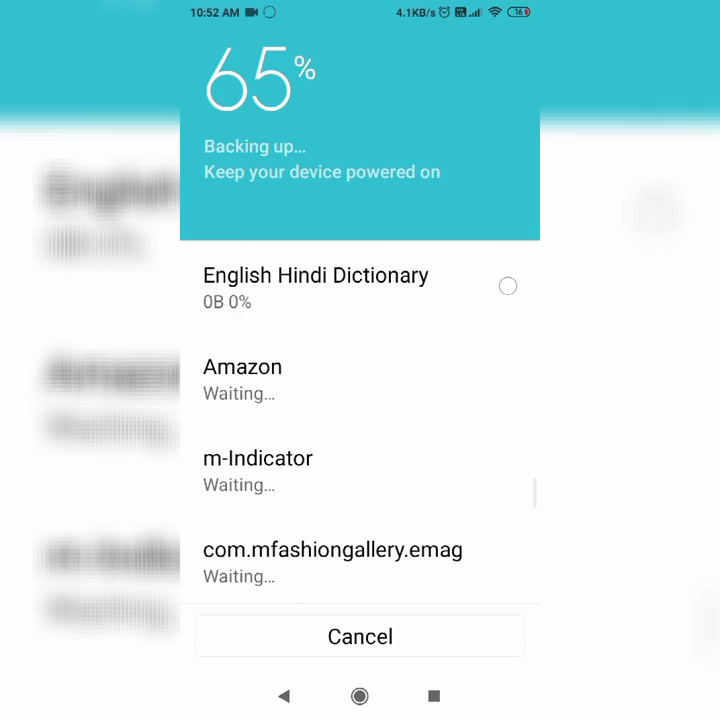 10:52 AM 4.1KB/s 16
65%
Backing up...
Keep your device powered on
English Hindi Dictionary
0B 0%
Amazon
Waiting...
m-Indicator
Waiting...
com.mfashiongallery.emag
Waiting...
Cancel